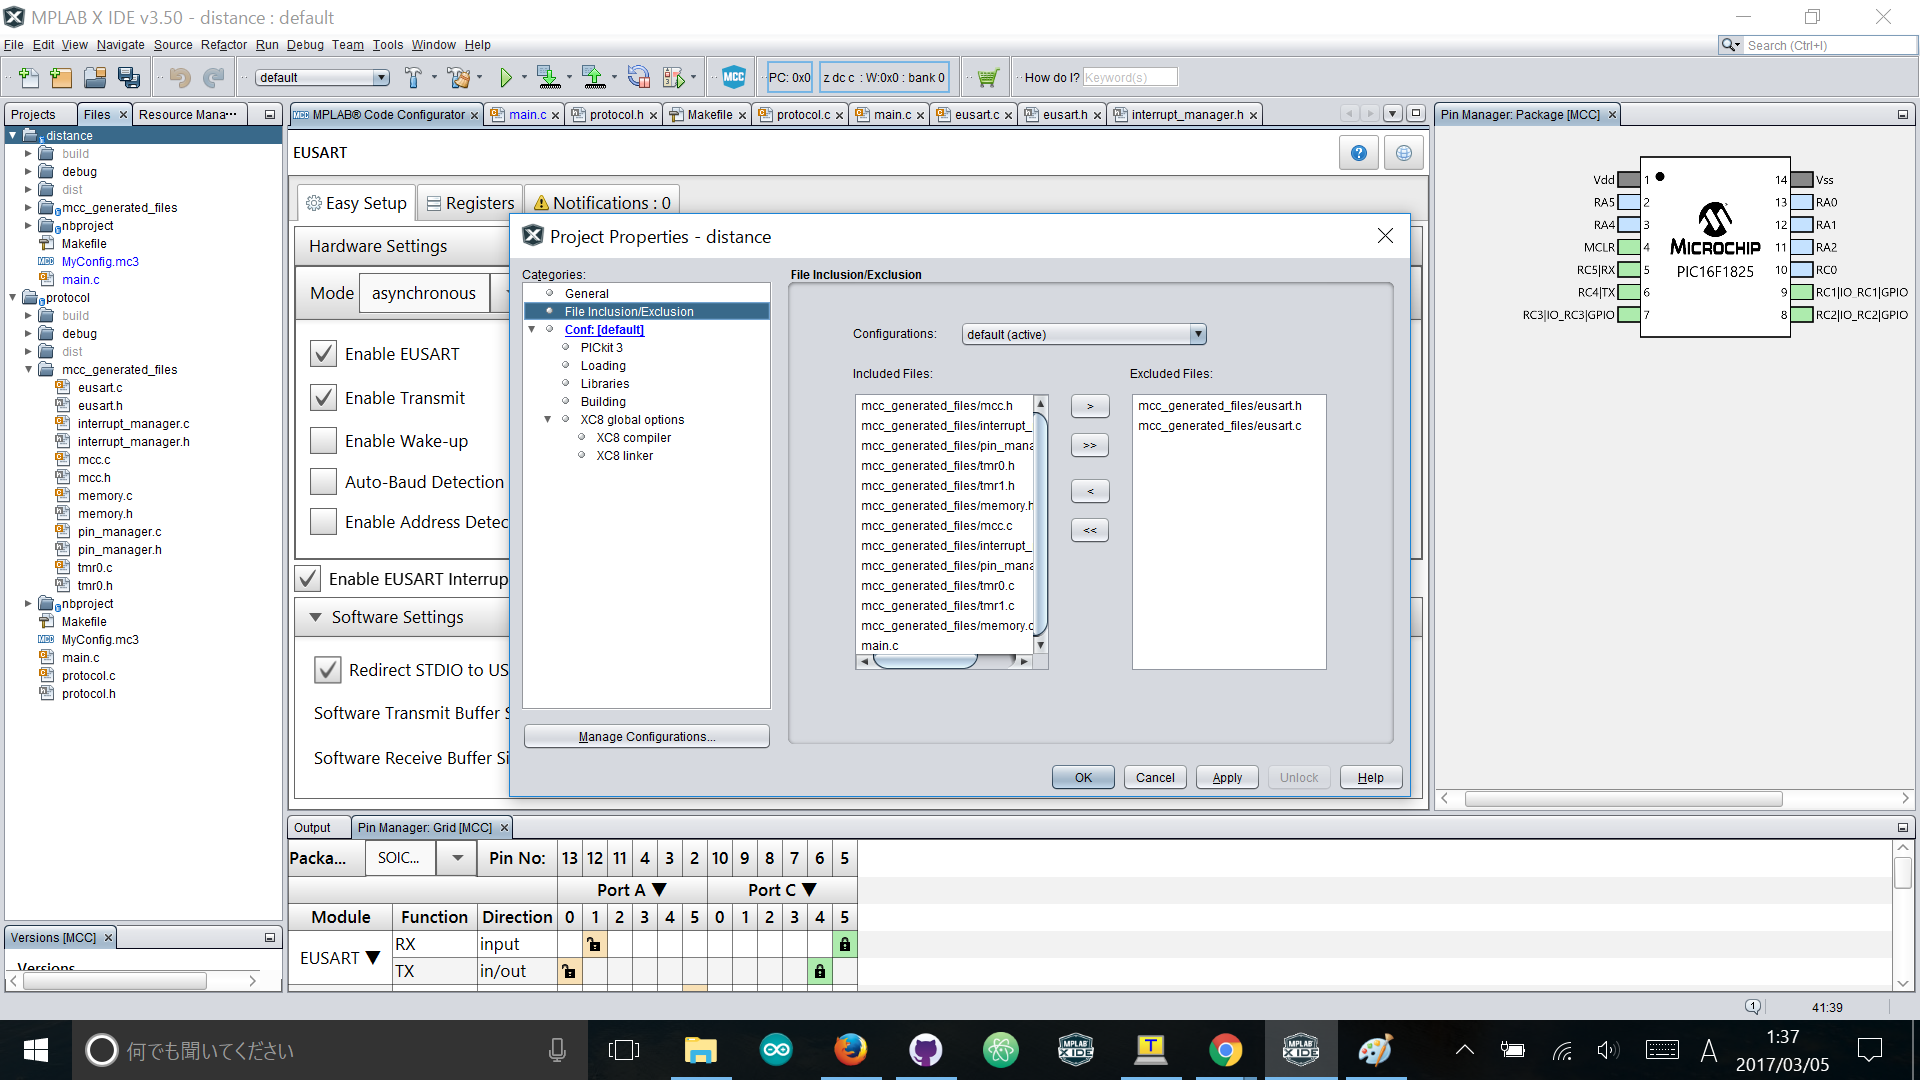 MPLAB X IDE v3.50 - distance : default
File Edit View Navigate Source Refactor Run Debug Team Tools Window Help
Search (Ctrl+I)
default
MCC
PC: 0x0
z dc c : W:0x0 : bank 0
How do I?
Keyword(s)
Projects
Files
Resource Mana...
MCC MPLAB® Code Configurator
main.c
protocol.h
Makefile
protocol.c
main.c
eusart.c
eusart.h
interrupt_manager.h
Pin Manager: Package [MCC]
distance
build
debug
dist
mcc_generated_files
nbproject
Makefile
MyConfig.mc3
main.c
protocol
build
debug
dist
mcc_generated_files
eusart.c
eusart.h
interrupt_manager.c
interrupt_manager.h
mcc.c
mcc.h
memory.c
memory.h
pin_manager.c
pin_manager.h
tmr0.c
tmr0.h
nbproject
Makefile
MyConfig.mc3
main.c
protocol.c
protocol.h
Versions [MCC]
Versions
EUSART
Easy Setup
Registers
Notifications : 0
Hardware Settings
Mode asynchronous
Enable EUSART
Enable Transmit
Enable Wake-up
Auto-Baud Detection
Enable Address Detec
Enable EUSART Interrup
Software Settings
Redirect STDIO to US
Software Transmit Buffer S
Software Receive Buffer Si
Project Properties - distance
Categories:
General
File Inclusion/Exclusion
Conf: [default]
PICkit 3
Loading
Libraries
Building
XC8 global options
XC8 compiler
XC8 linker
Manage Configurations...
File Inclusion/Exclusion
Configurations:
default (active)
Included Files:
mcc_generated_files/mcc.h
mcc_generated_files/interrupt_
mcc_generated_files/pin_mana
mcc_generated_files/tmr0.h
mcc_generated_files/tmr1.h
mcc_generated_files/memory.h
mcc_generated_files/mcc.c
mcc_generated_files/interrupt_
mcc_generated_files/pin_mana
mcc_generated_files/tmr0.c
mcc_generated_files/tmr1.c
mcc_generated_files/memory.c
main.c
>
>>
<
<<
Excluded Files:
mcc_generated_files/eusart.h
mcc_generated_files/eusart.c
OK
Cancel
Apply
Unlock
Help
Vdd 1 14 Vss
RA5 2 13 RA0
RA4 3 12 RA1
MCLR 4 11 RA2
RC5|RX 5 10 RC0
RC4|TX 6 9 RC1|IO_RC1|GPIO
RC3|IO_RC3|GPIO 7 8 RC2|IO_RC2|GPIO
MICROCHIP
PIC16F1825
Output
Pin Manager: Grid [MCC]
Packa... SOIC... Pin No: 13 12 11 4 3 2 10 9 8 7 6 5
Port A ▼ Port C ▼
Module Function Direction 0 1 2 3 4 5 0 1 2 3 4 5
EUSART ▼
RX input
TX in/out
1
41:39
何でも聞いてください
MPLAB X IDE
T
MPLAB X IDE
A
1:37
2017/03/05